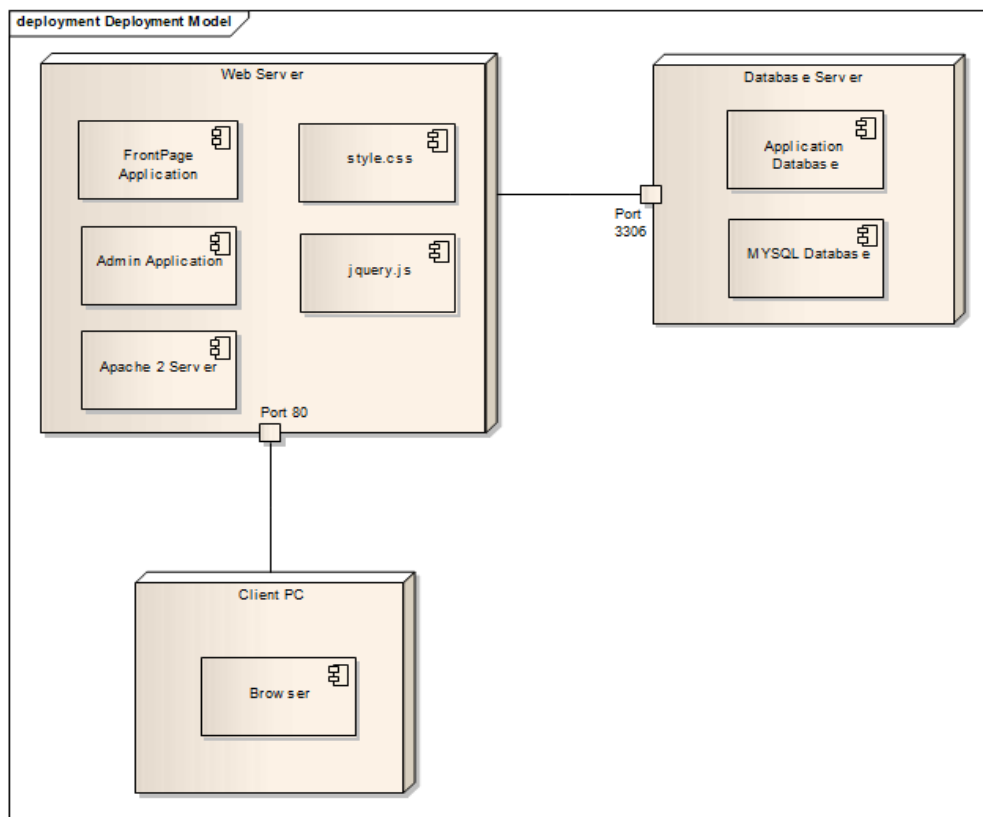 deployment Deployment Model
Web Server
FrontPage
Application
style.css
Admin Application
jquery.js
Apache 2 Server
Port 80
Database Server
Application
Database
MYSQL Database
Port
3306
Client PC
Browser